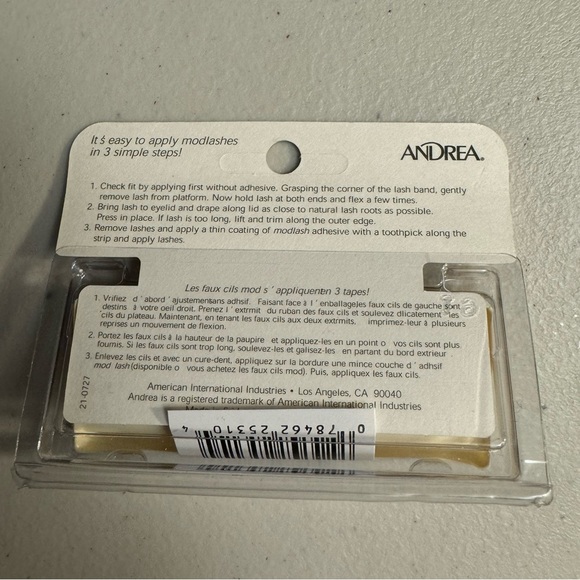 It's easy to apply modlashes
in 3 simple steps!
ANDREA®
1. Check fit by applying first without adhesive. Grasping the corner of the lash band, gently
remove lash from platform. Now hold lash at both ends and flex a few times.
2. Bring lash to eyelid and drape along lid as close to natural lash roots as possible.
Press in place. If lash is too long, lift and trim along the outer edge.
3. Remove lashes and apply a thin coating of modlash adhesive with a toothpick along the
strip and apply lashes.
Les faux cils mod s' appliquenten 3 tapes!
1. Vrifiez d'abord' ajustementsans adhsif. Faisant face à l'emballageles faux cils de gauche sont
destins à votre oeil droit. Prenez l'extrmit du ruban des faux cils et soulevez dlicatement les
cils du plateau. Maintenant, en tenant les faux cils aux deux extrmits, imprimez-leur à plusieurs
reprises un mouvement de flexion.
2. Portez les faux cils à la hauteur de la paupire et appliquez-les en un point o vos cils sont plus
fournis. Si les faux cils sont trop long, soulevez-les et galisez-les en partant du bord extrieur
3. Enlevez les cils et avec un cure-dent, appliquez sur la bordure une mince couche d'adhsif
mod lash(disponible o vous achetez les faux cils mod). Puis, appliquez les faux cils.
American International Industries • Los Angeles, CA 90040
Andrea is a registered trademark of American International Industries
21-0727
0 78462 25310 4